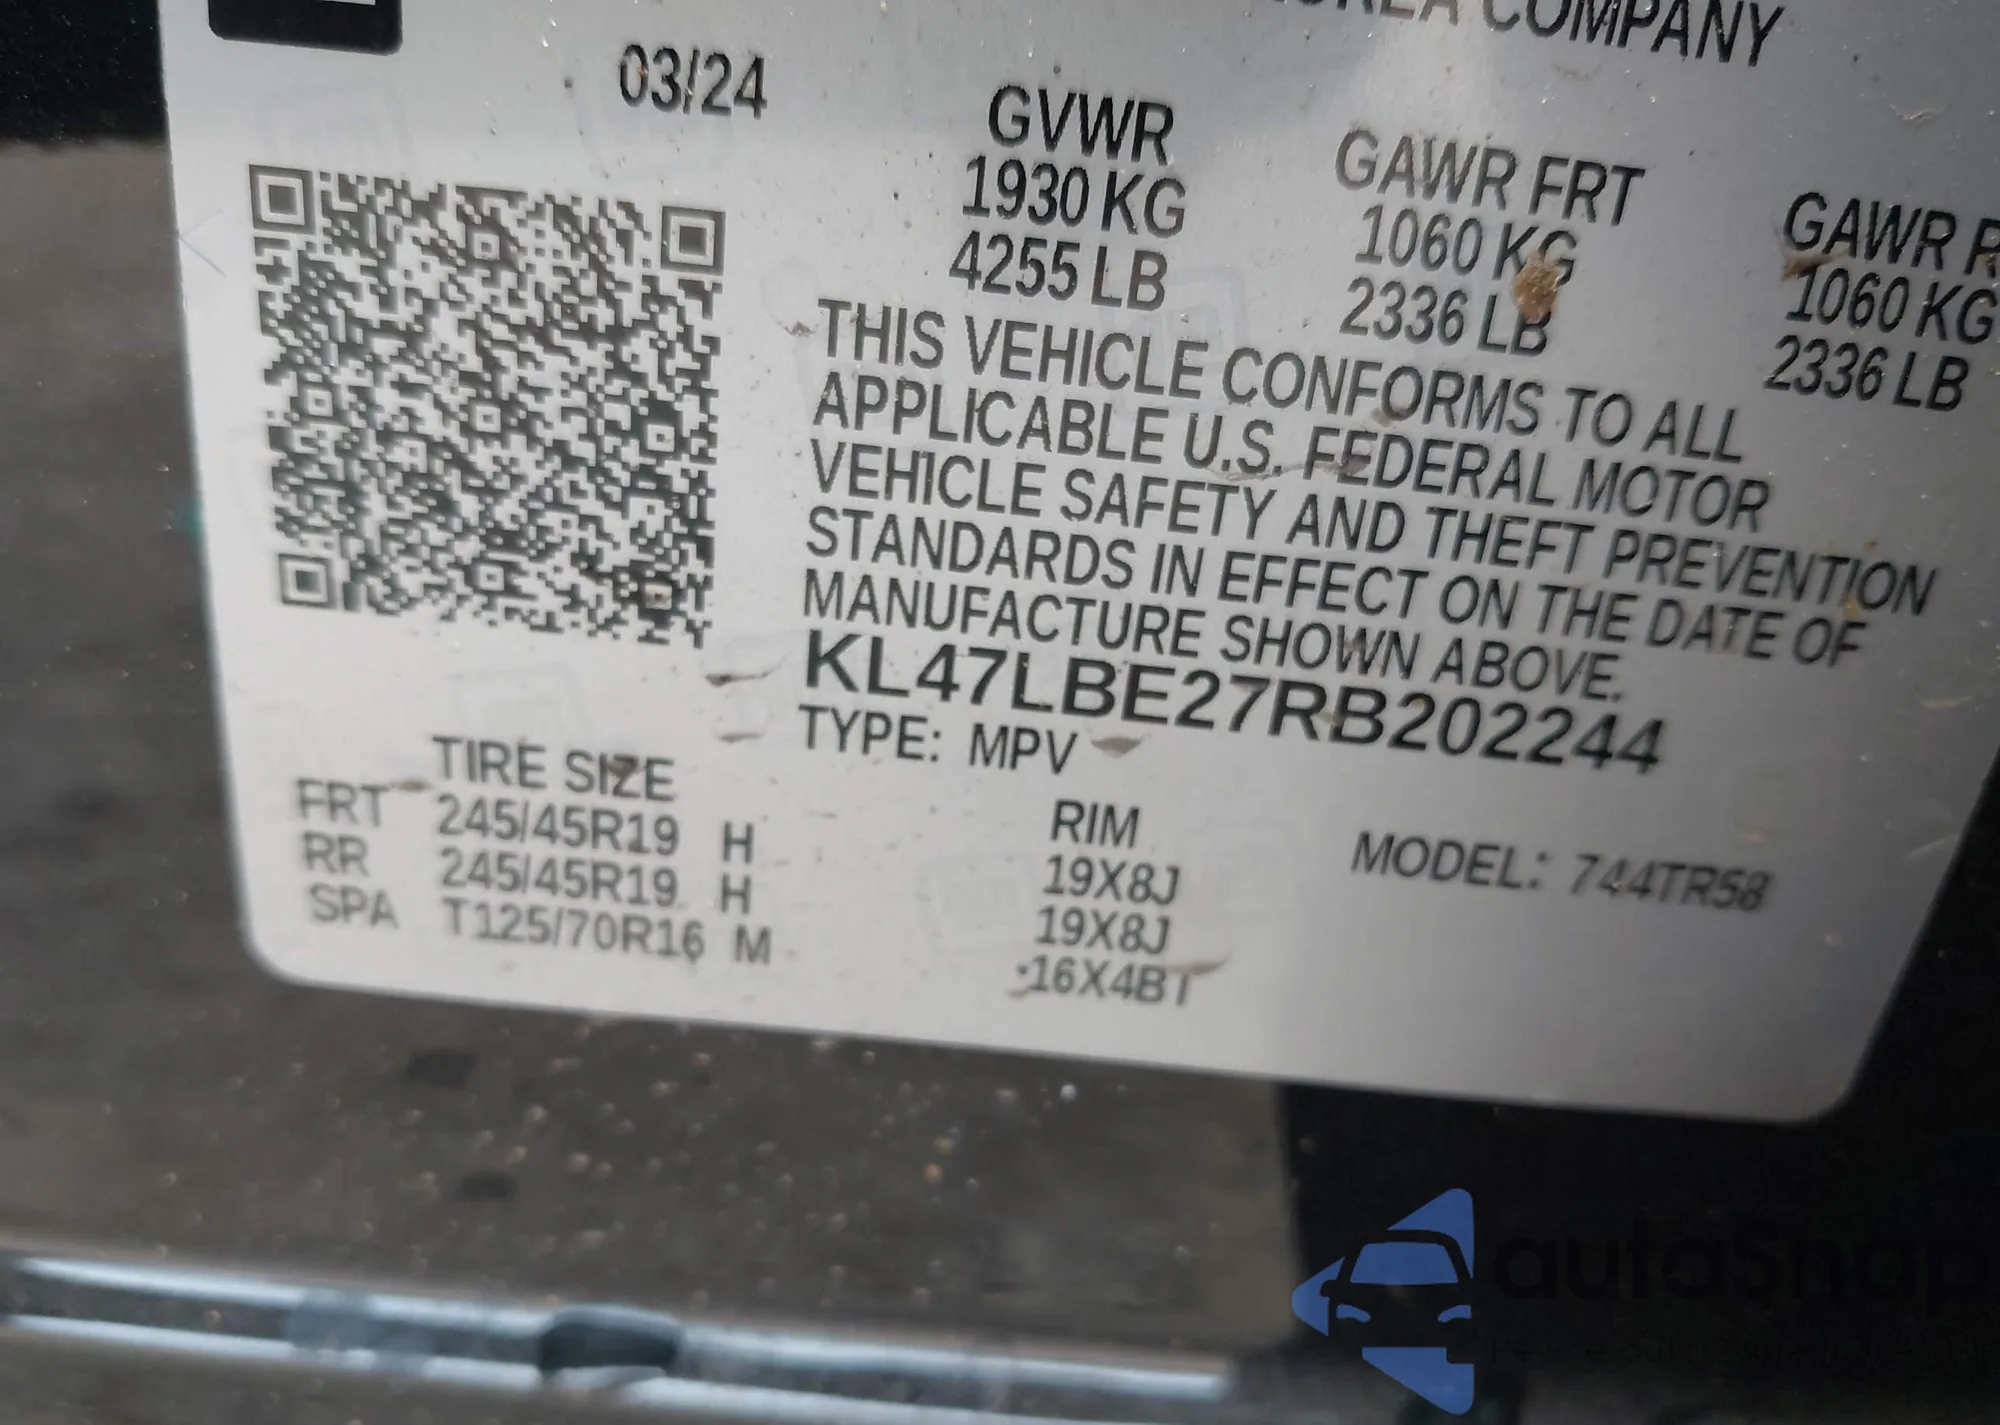 COMPANY
03/24
GVWR
1930 KG
4255 LB
GAWR FRT
1060 KG
2336 LB
GAWR
1060 KG
2336 LB
THIS VEHICLE CONFORMS TO ALL
APPLICABLE U.S. FEDERAL MOTOR
VEHICLE SAFETY AND THEFT PREVENTION
STANDARDS IN EFFECT ON THE DATE OF
MANUFACTURE SHOWN ABOVE.
KL47LBE27RB202244
TYPE: MPV
TIRE SIZE RIM
FRT 245/45R19 H 19X8J
RR 245/45R19 H 19X8J
SPA T125/70R16 M 16X4BT
MODEL: 744TR58
autosnap